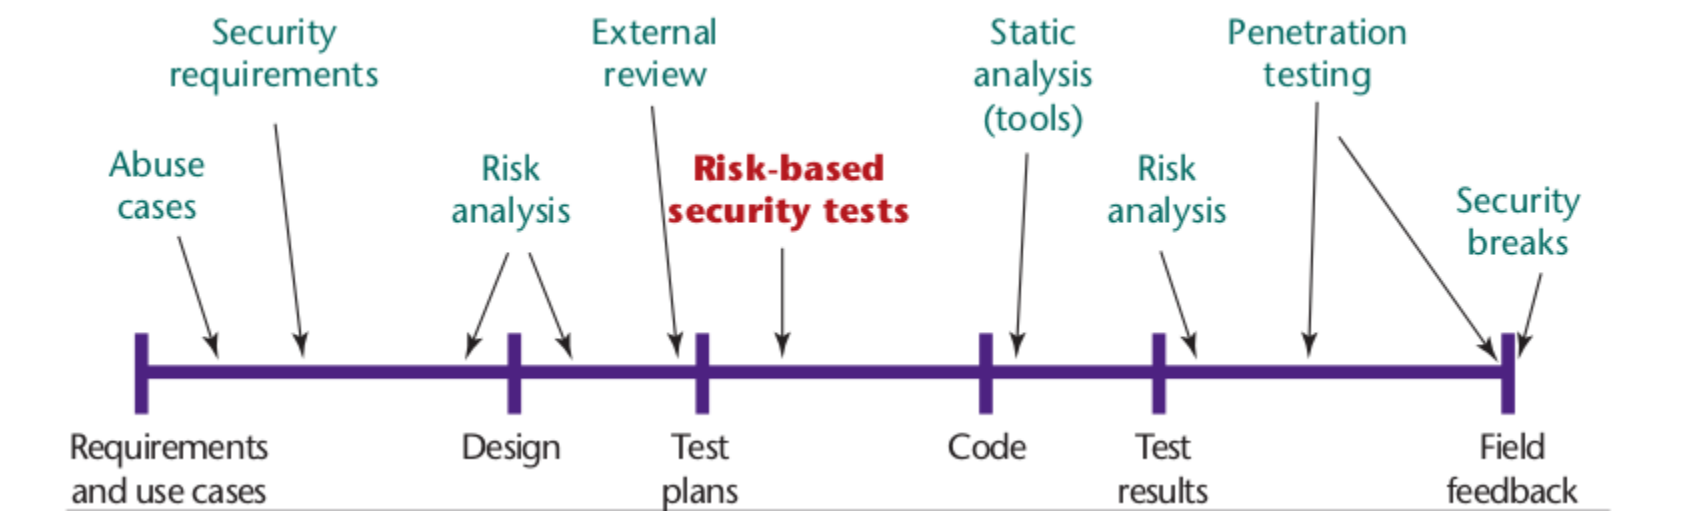 Security
requirements
External
review
Static
analysis
(tools)
Penetration
testing
Abuse
cases
Risk
analysis
Risk-based
security tests
Risk
analysis
Security
breaks
Requirements
and use cases
Design
Test
plans
Code
Test
results
Field
feedback